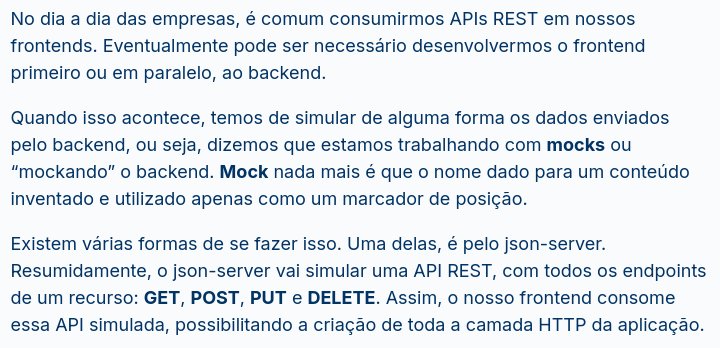 No dia a dia das empresas, é comum consumirmos APIs REST em nossos
frontends. Eventualmente pode ser necessário desenvolvermos o frontend
primeiro ou em paralelo, ao backend.
Quando isso acontece, temos de simular de alguma forma os dados enviados
pelo backend, ou seja, dizemos que estamos trabalhando com mocks ou
“mockando” o backend. Mock nada mais é que o nome dado para um conteúdo
inventado e utilizado apenas como um marcador de posição.
Existem várias formas de se fazer isso. Uma delas, é pelo json-server.
Resumidamente, o json-server vai simular uma API REST, com todos os endpoints
de um recurso: GET, POST, PUT e DELETE. Assim, o nosso frontend consome
essa API simulada, possibilitando a criação de toda a camada HTTP da aplicação.